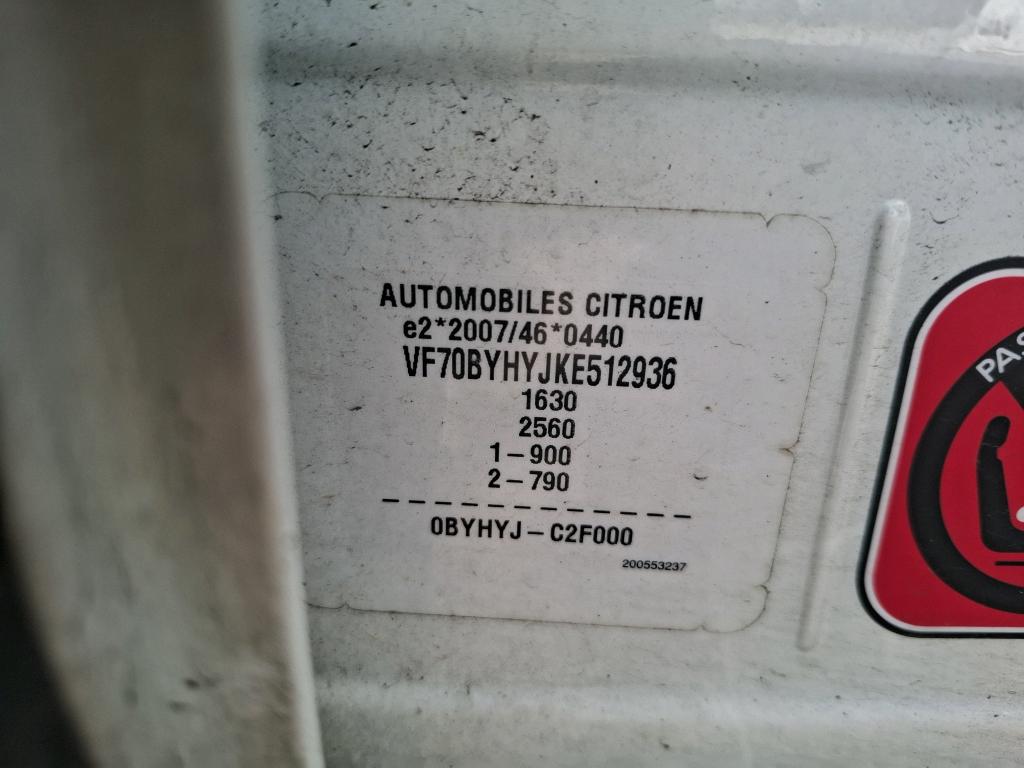 AUTOMOBILES CITROEN
e2*2007/46*0440
VF70BYHYJKE512936
1630
2560
1-900
2-790
0BYHYJ-C2F000
200553237